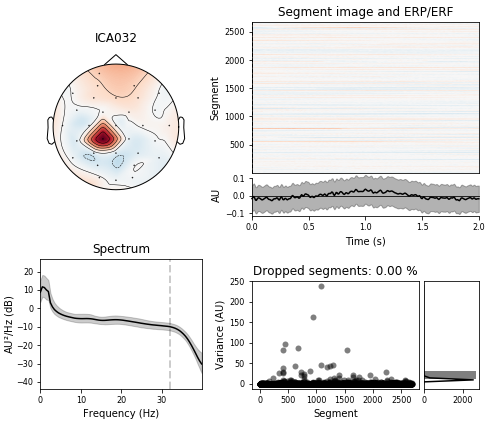 ICA032
Segment image and ERP/ERF
Segment
2500
2000
1500
1000
500
AU
0.1
0.0
−0.1
0.0 0.5 1.0 1.5 2.0
Time (s)
Spectrum
AU²/Hz (dB)
20
10
0
−10
−20
−30
−40
0 10 20 30
Frequency (Hz)
Dropped segments: 0.00 %
Variance (AU)
250
200
150
100
50
0
0 500 1000 1500 2000 2500
Segment
0 2000